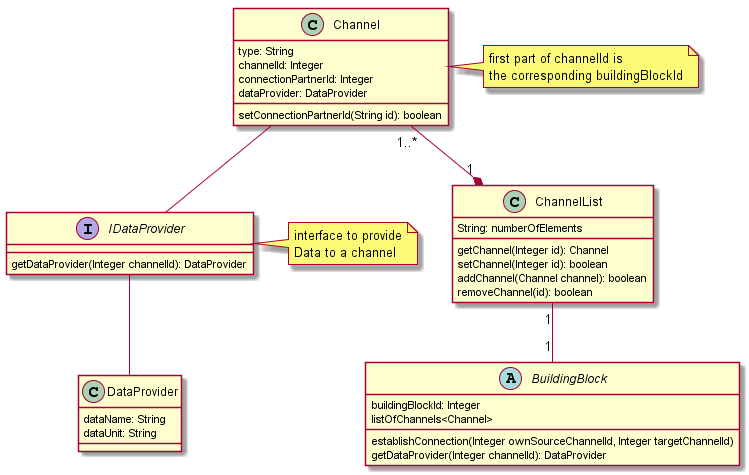 C Channel
type: String
channelId: Integer
connectionPartnerId: Integer
dataProvider: DataProvider
setConnectionPartnerId(String id): boolean
first part of channelId is
the corresponding buildingBlockId
1..*
1
I IDataProvider
getDataProvider(Integer channelId): DataProvider
interface to provide
Data to a channel
C ChannelList
String: numberOfElements
getChannel(Integer id): Channel
setChannel(Integer id): boolean
addChannel(Channel channel): boolean
removeChannel(id): boolean
1
1
C DataProvider
dataName: String
dataUnit: String
A BuildingBlock
buildingBlockId: Integer
listOfChannels<Channel>
establishConnection(Integer ownSourceChannelId, Integer targetChannelId)
getDataProvider(Integer channelId): DataProvider